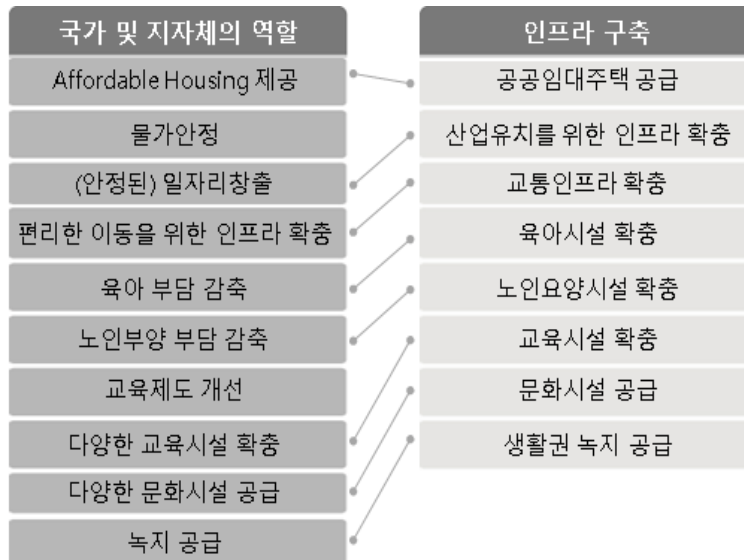 국가 및 지자체의 역할
Affordable Housing 제공
물가안정
(안정된) 일자리창출
편리한 이동을 위한 인프라 확충
육아 부담 감축
노인부양 부담 감축
교육제도 개선
다양한 교육시설 확충
다양한 문화시설 공급
녹지 공급
인프라 구축
공공임대주택 공급
산업유치를 위한 인프라 확충
교통인프라 확충
육아시설 확충
노인요양시설 확충
교육시설 확충
문화시설 공급
생활권 녹지 공급